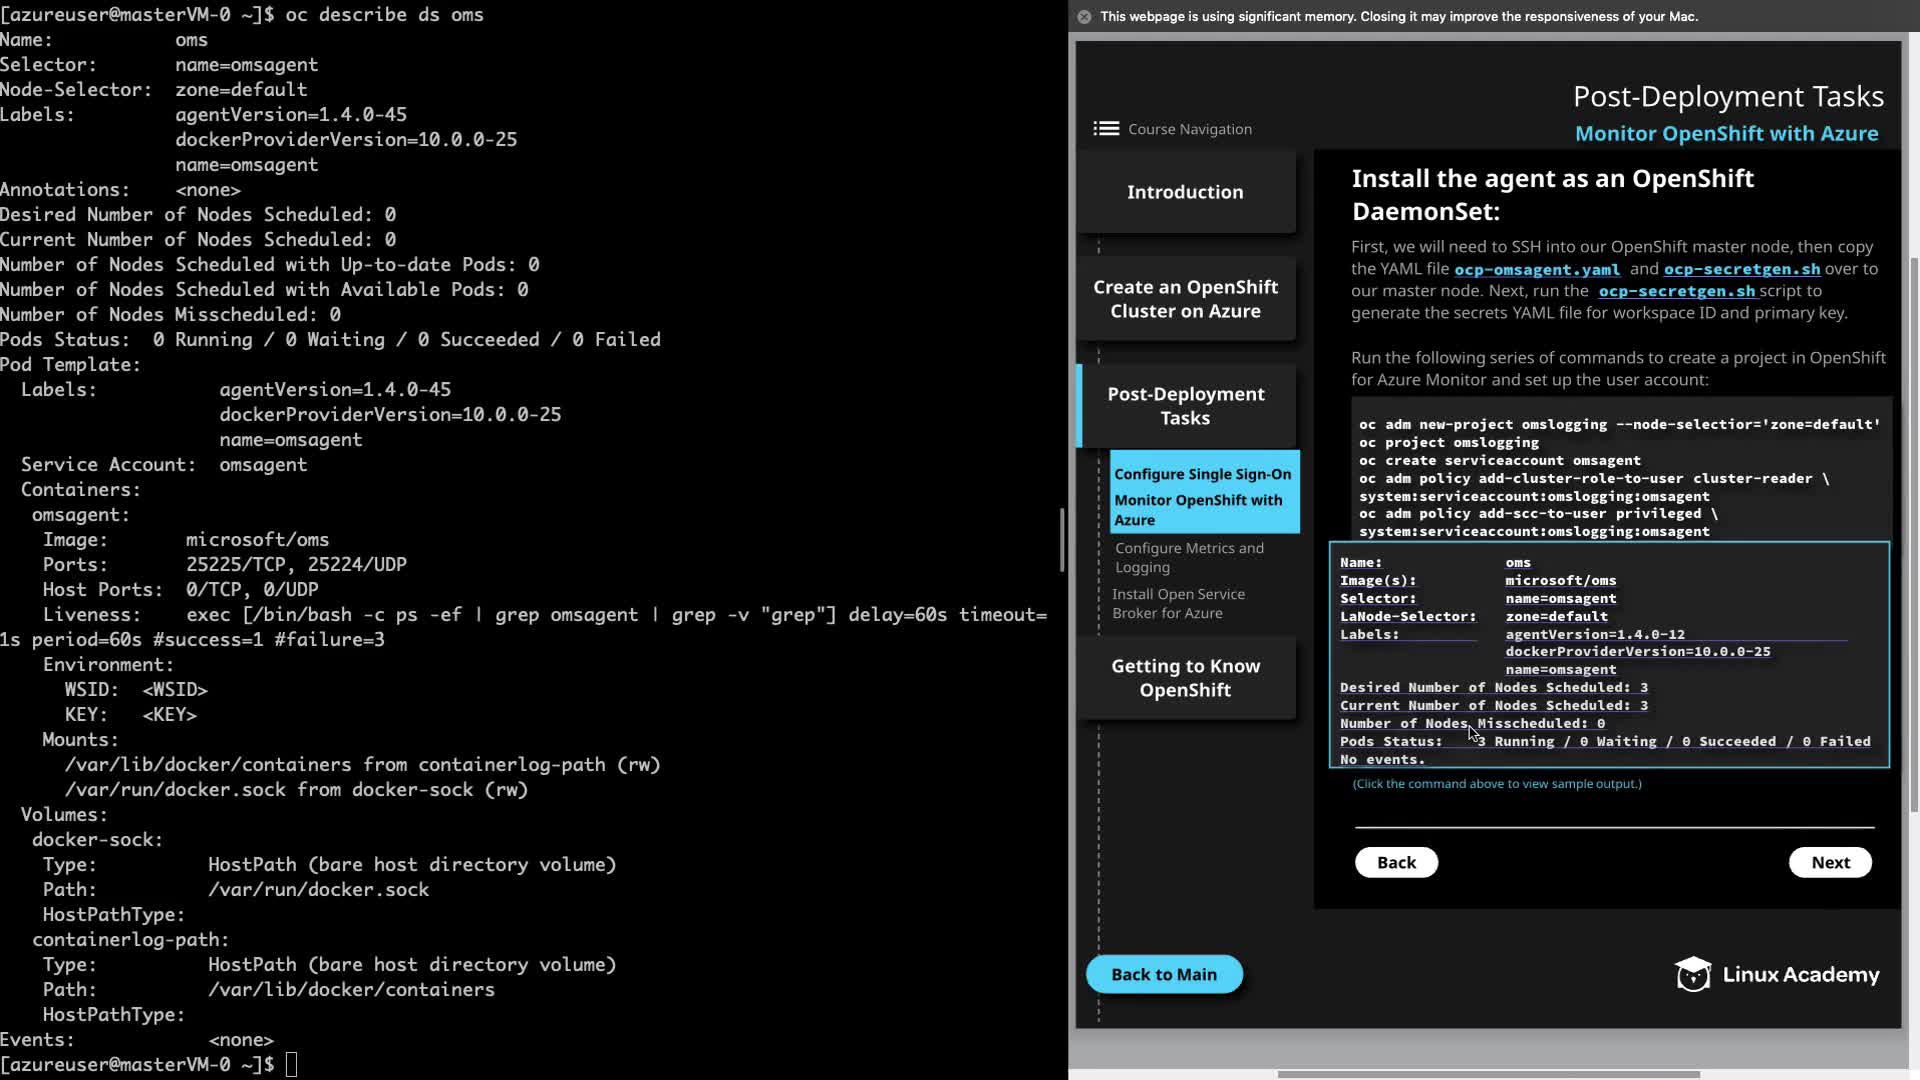 [azureuser@masterVM-0 ~]$ oc describe ds oms
Name:           oms
Selector:       name=omsagent
Node-Selector:  zone=default
Labels:         agentVersion=1.4.0-45
                dockerProviderVersion=10.0.0-25
                name=omsagent
Annotations:    <none>
Desired Number of Nodes Scheduled: 0
Current Number of Nodes Scheduled: 0
Number of Nodes Scheduled with Up-to-date Pods: 0
Number of Nodes Scheduled with Available Pods: 0
Number of Nodes Misscheduled: 0
Pods Status:  0 Running / 0 Waiting / 0 Succeeded / 0 Failed
Pod Template:
  Labels:           agentVersion=1.4.0-45
                    dockerProviderVersion=10.0.0-25
                    name=omsagent
  Service Account:  omsagent
  Containers:
   omsagent:
    Image:       microsoft/oms
    Ports:       25225/TCP, 25224/UDP
    Host Ports:  0/TCP, 0/UDP
    Liveness:    exec [/bin/bash -c ps -ef | grep omsagent | grep -v "grep"] delay=60s timeout=
1s period=60s #success=1 #failure=3
    Environment:
      WSID:  <WSID>
      KEY:   <KEY>
    Mounts:
      /var/lib/docker/containers from containerlog-path (rw)
      /var/run/docker.sock from docker-sock (rw)
  Volumes:
   docker-sock:
    Type:          HostPath (bare host directory volume)
    Path:          /var/run/docker.sock
    HostPathType:
   containerlog-path:
    Type:          HostPath (bare host directory volume)
    Path:          /var/lib/docker/containers
    HostPathType:
Events:            <none>
[azureuser@masterVM-0 ~]$
This webpage is using significant memory. Closing it may improve the responsiveness of your Mac.
Post-Deployment Tasks
Monitor OpenShift with Azure
Course Navigation
Introduction
Create an OpenShift
Cluster on Azure
Post-Deployment
Tasks
Configure Single Sign-On
Monitor OpenShift with
Azure
Configure Metrics and
Logging
Install Open Service
Broker for Azure
Getting to Know
OpenShift
Back to Main
Install the agent as an OpenShift
DaemonSet:
First, we will need to SSH into our OpenShift master node, then copy
the YAML file ocp-omsagent.yaml and ocp-secretgen.sh over to
our master node. Next, run the ocp-secretgen.sh script to
generate the secrets YAML file for workspace ID and primary key.
Run the following series of commands to create a project in OpenShift
for Azure Monitor and set up the user account:
oc adm new-project omslogging --node-selectior='zone=default'
oc project omslogging
oc create serviceaccount omsagent
oc adm policy add-cluster-role-to-user cluster-reader \
system:serviceaccount:omslogging:omsagent
oc adm policy add-scc-to-user privileged \
system:serviceaccount:omslogging:omsagent
Name:              oms
Image(s):          microsoft/oms
Selector:          name=omsagent
LaNode-Selector:   zone=default
Labels:            agentVersion=1.4.0-12
                   dockerProviderVersion=10.0.0-25
                   name=omsagent
Desired Number of Nodes Scheduled: 3
Current Number of Nodes Scheduled: 3
Number of Nodes Misscheduled: 0
Pods Status:    3 Running / 0 Waiting / 0 Succeeded / 0 Failed
No events.
(Click the command above to view sample output.)
Back
Next
Linux Academy